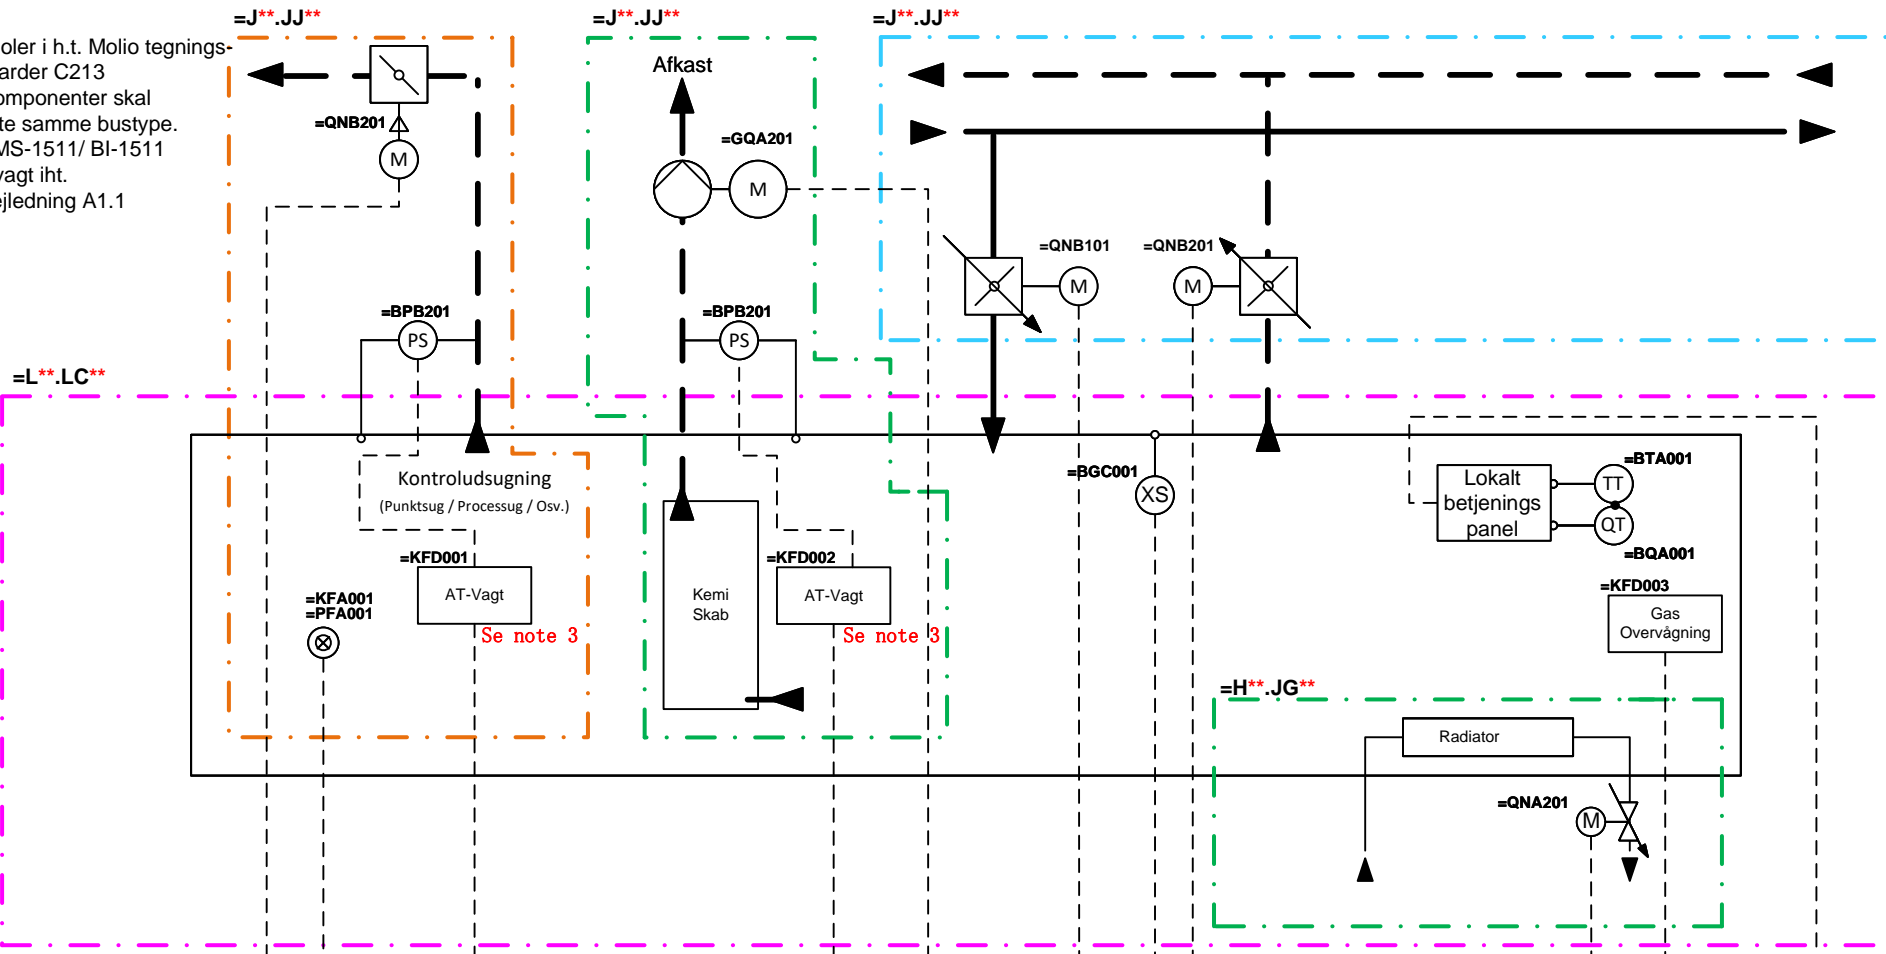 =J**.JJ**
=J**.JJ**
=J**.JJ**
oler i h.t. Molio tegnings-
arder C213
omponenter skal
te samme bustype.
MS-1511/ BI-1511
vagt iht.
ejledning A1.1
Afkast
=QNB201
M
=GQA201
M
=QNB101
M
=QNB201
M
=BPB201
PS
=BPB201
PS
=L**.LC**
Kontroludsugning
(Punktsug / Processug / Osv.)
=BGC001
XS
Lokalt
betjenings
panel
=BTA001
TT
QT
=BQA001
=KFD001
AT-Vagt
Se note 3
=KFA001
=PFA001
Kemi
Skab
=KFD002
AT-Vagt
Se note 3
=KFD003
Gas
Overvågning
=H**.JG**
Radiator
=QNA201
M